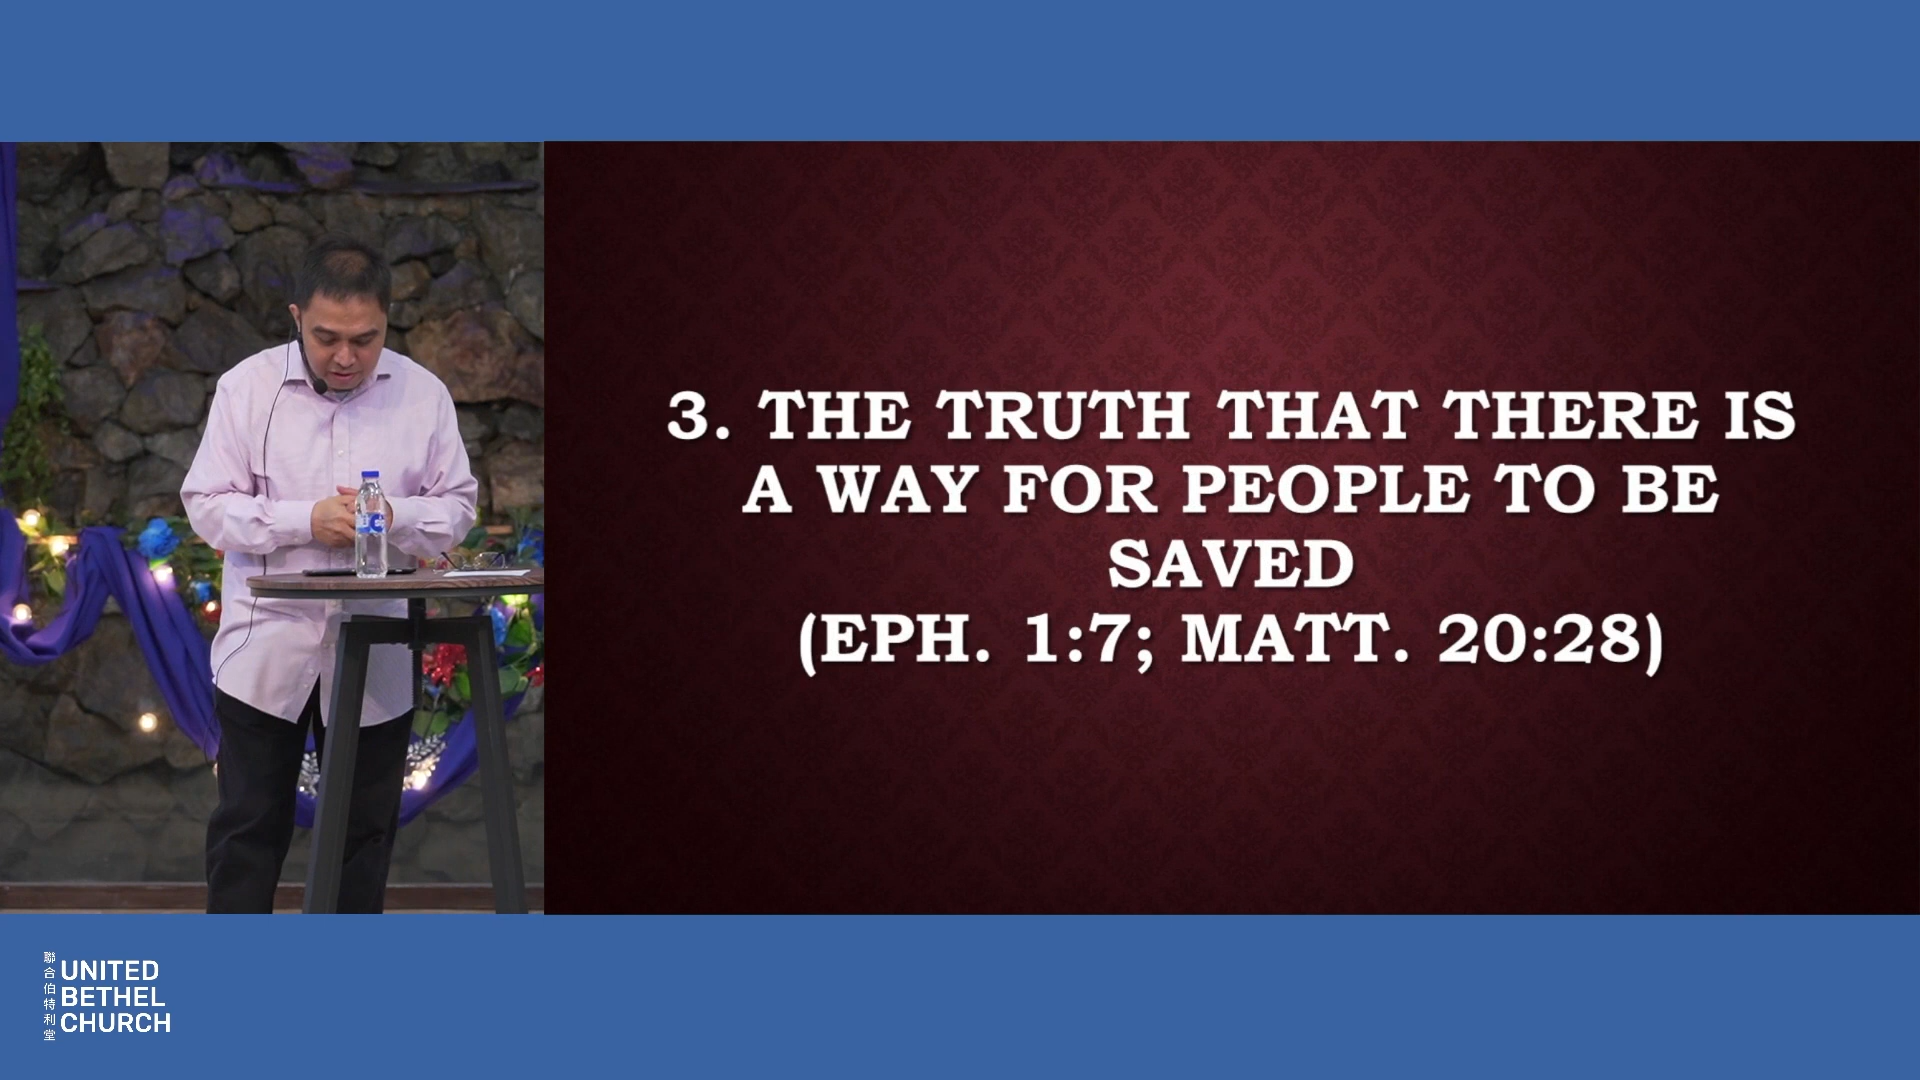 3. THE TRUTH THAT THERE IS
A WAY FOR PEOPLE TO BE
SAVED
(EPH. 1:7; MATT. 20:28)
聯合伯特利堂
UNITED
BETHEL
CHURCH